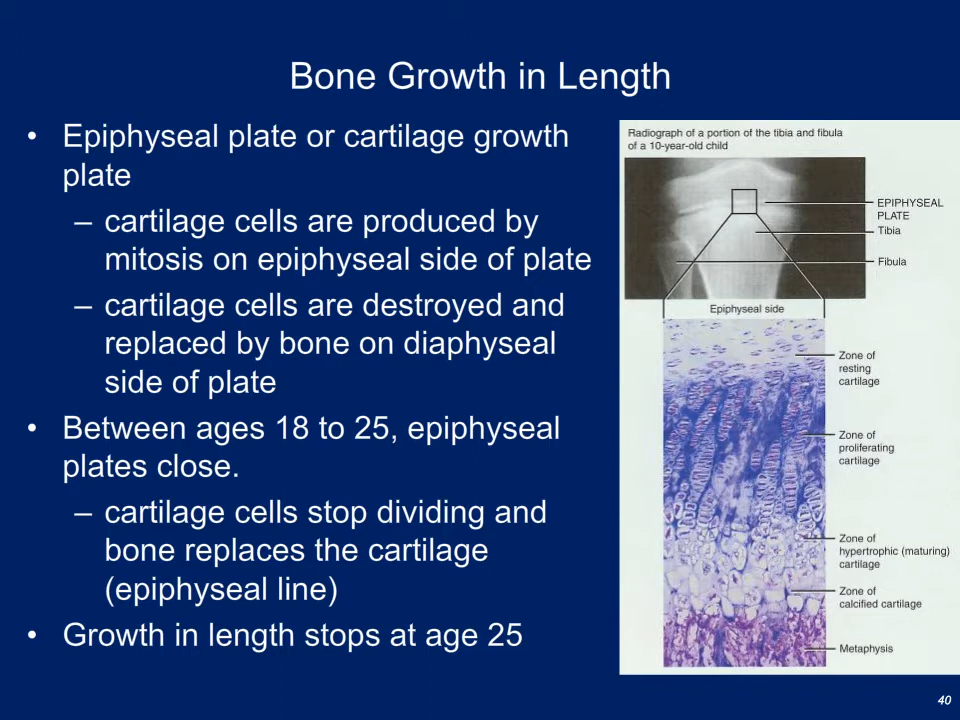 Bone Growth in Length
• Epiphyseal plate or cartilage growth
plate
– cartilage cells are produced by
mitosis on epiphyseal side of plate
– cartilage cells are destroyed and
replaced by bone on diaphyseal
side of plate
• Between ages 18 to 25, epiphyseal
plates close.
– cartilage cells stop dividing and
bone replaces the cartilage
(epiphyseal line)
• Growth in length stops at age 25
Radiograph of a portion of the tibia and fibula
of a 10-year-old child
EPIPHYSEAL
PLATE
Tibia
Fibula
Epiphyseal side
Zone of
resting
cartilage
Zone of
proliferating
cartilage
Zone of
hypertrophic (maturing)
cartilage
Zone of
calcified cartilage
Metaphysis
40